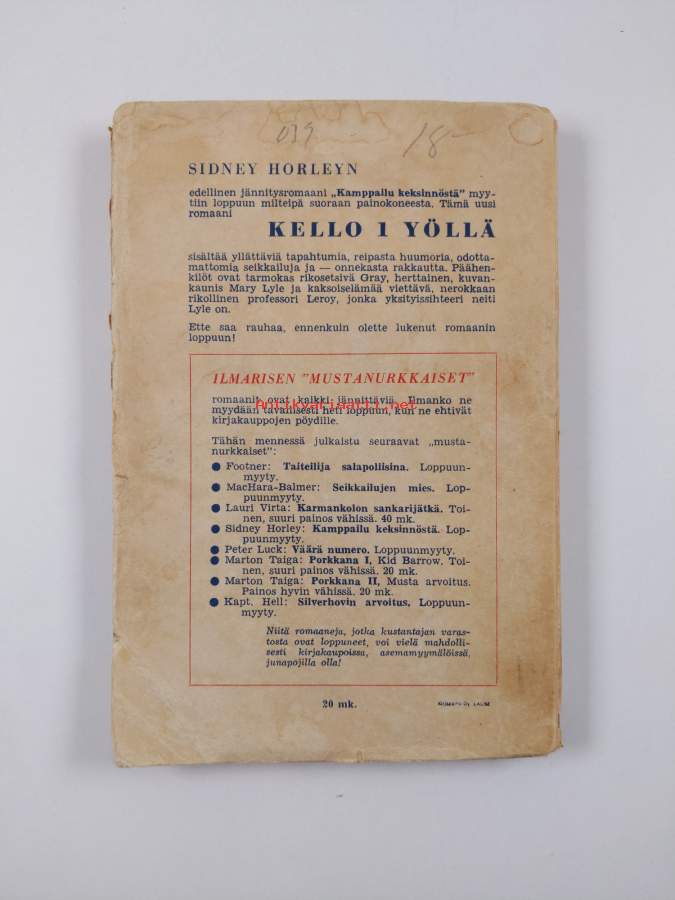 039 18-
SIDNEY HORLEYN
edellinen jännitysromaani „Kamppailu keksinnöstä" myy-
tiin loppuun milteipä suoraan painokoneesta. Tämä uusi
romaani
KELLO 1 YÖLLÄ
sisältää yllättäviä tapahtumia, reipasta huumoria, odotta-
mattomia seikkailuja ja — onnekasta rakkautta. Päähen-
kilöt ovat tarmokas rikosetsivä Gray, herttainen, kuvan-
kaunis Mary Lyle ja kaksoiselämää viettävä, nerokkaan
rikollinen professori Leroy, jonka yksityissihteeri neiti
Lyle on.
Ette saa rauhaa, ennenkuin olette lukenut romaanin
loppuun!
ILMARISEN "MUSTANURKKAISET"
romaanit ovat kaikki jännittäviä. Ilmanko ne
Antikvariaatit.net
myydään tavallisesti heti loppuun, kun ne ehtivät
kirjakauppojen pöydille.
Tähän mennessä julkaistu seuraavat „musta-
nurkkaiset":
● Footner: Taiteilija salapoliisina. Loppuun-
myyty.
● MacHara-Balmer: Seikkailujen mies. Lop-
puunmyyty.
● Lauri Virta: Karmankolon sankarijätkä. Toi-
nen, suuri painos vähissä. 40 mk.
● Sidney Horley: Kamppailu keksinnöstä. Lop-
puunmyyty.
● Peter Luck: Väärä numero. Loppuunmyyty.
● Marton Taiga: Porkkana I, Kid Barrow. Toi-
nen, suuri painos vähissä. 20 mk.
● Marton Taiga: Porkkana II, Musta arvoitus.
Painos hyvin vähissä. 20 mk.
● Kapt. Hell: Silverhovin arvoitus, Loppuun-
myyty.
Niitä romaaneja, jotka kustantajan varas-
tosta ovat loppuneet, voi vielä mahdolli-
sesti kirjakaupoissa, asemamyymälöissä,
junapojilla olla!
20 mk.